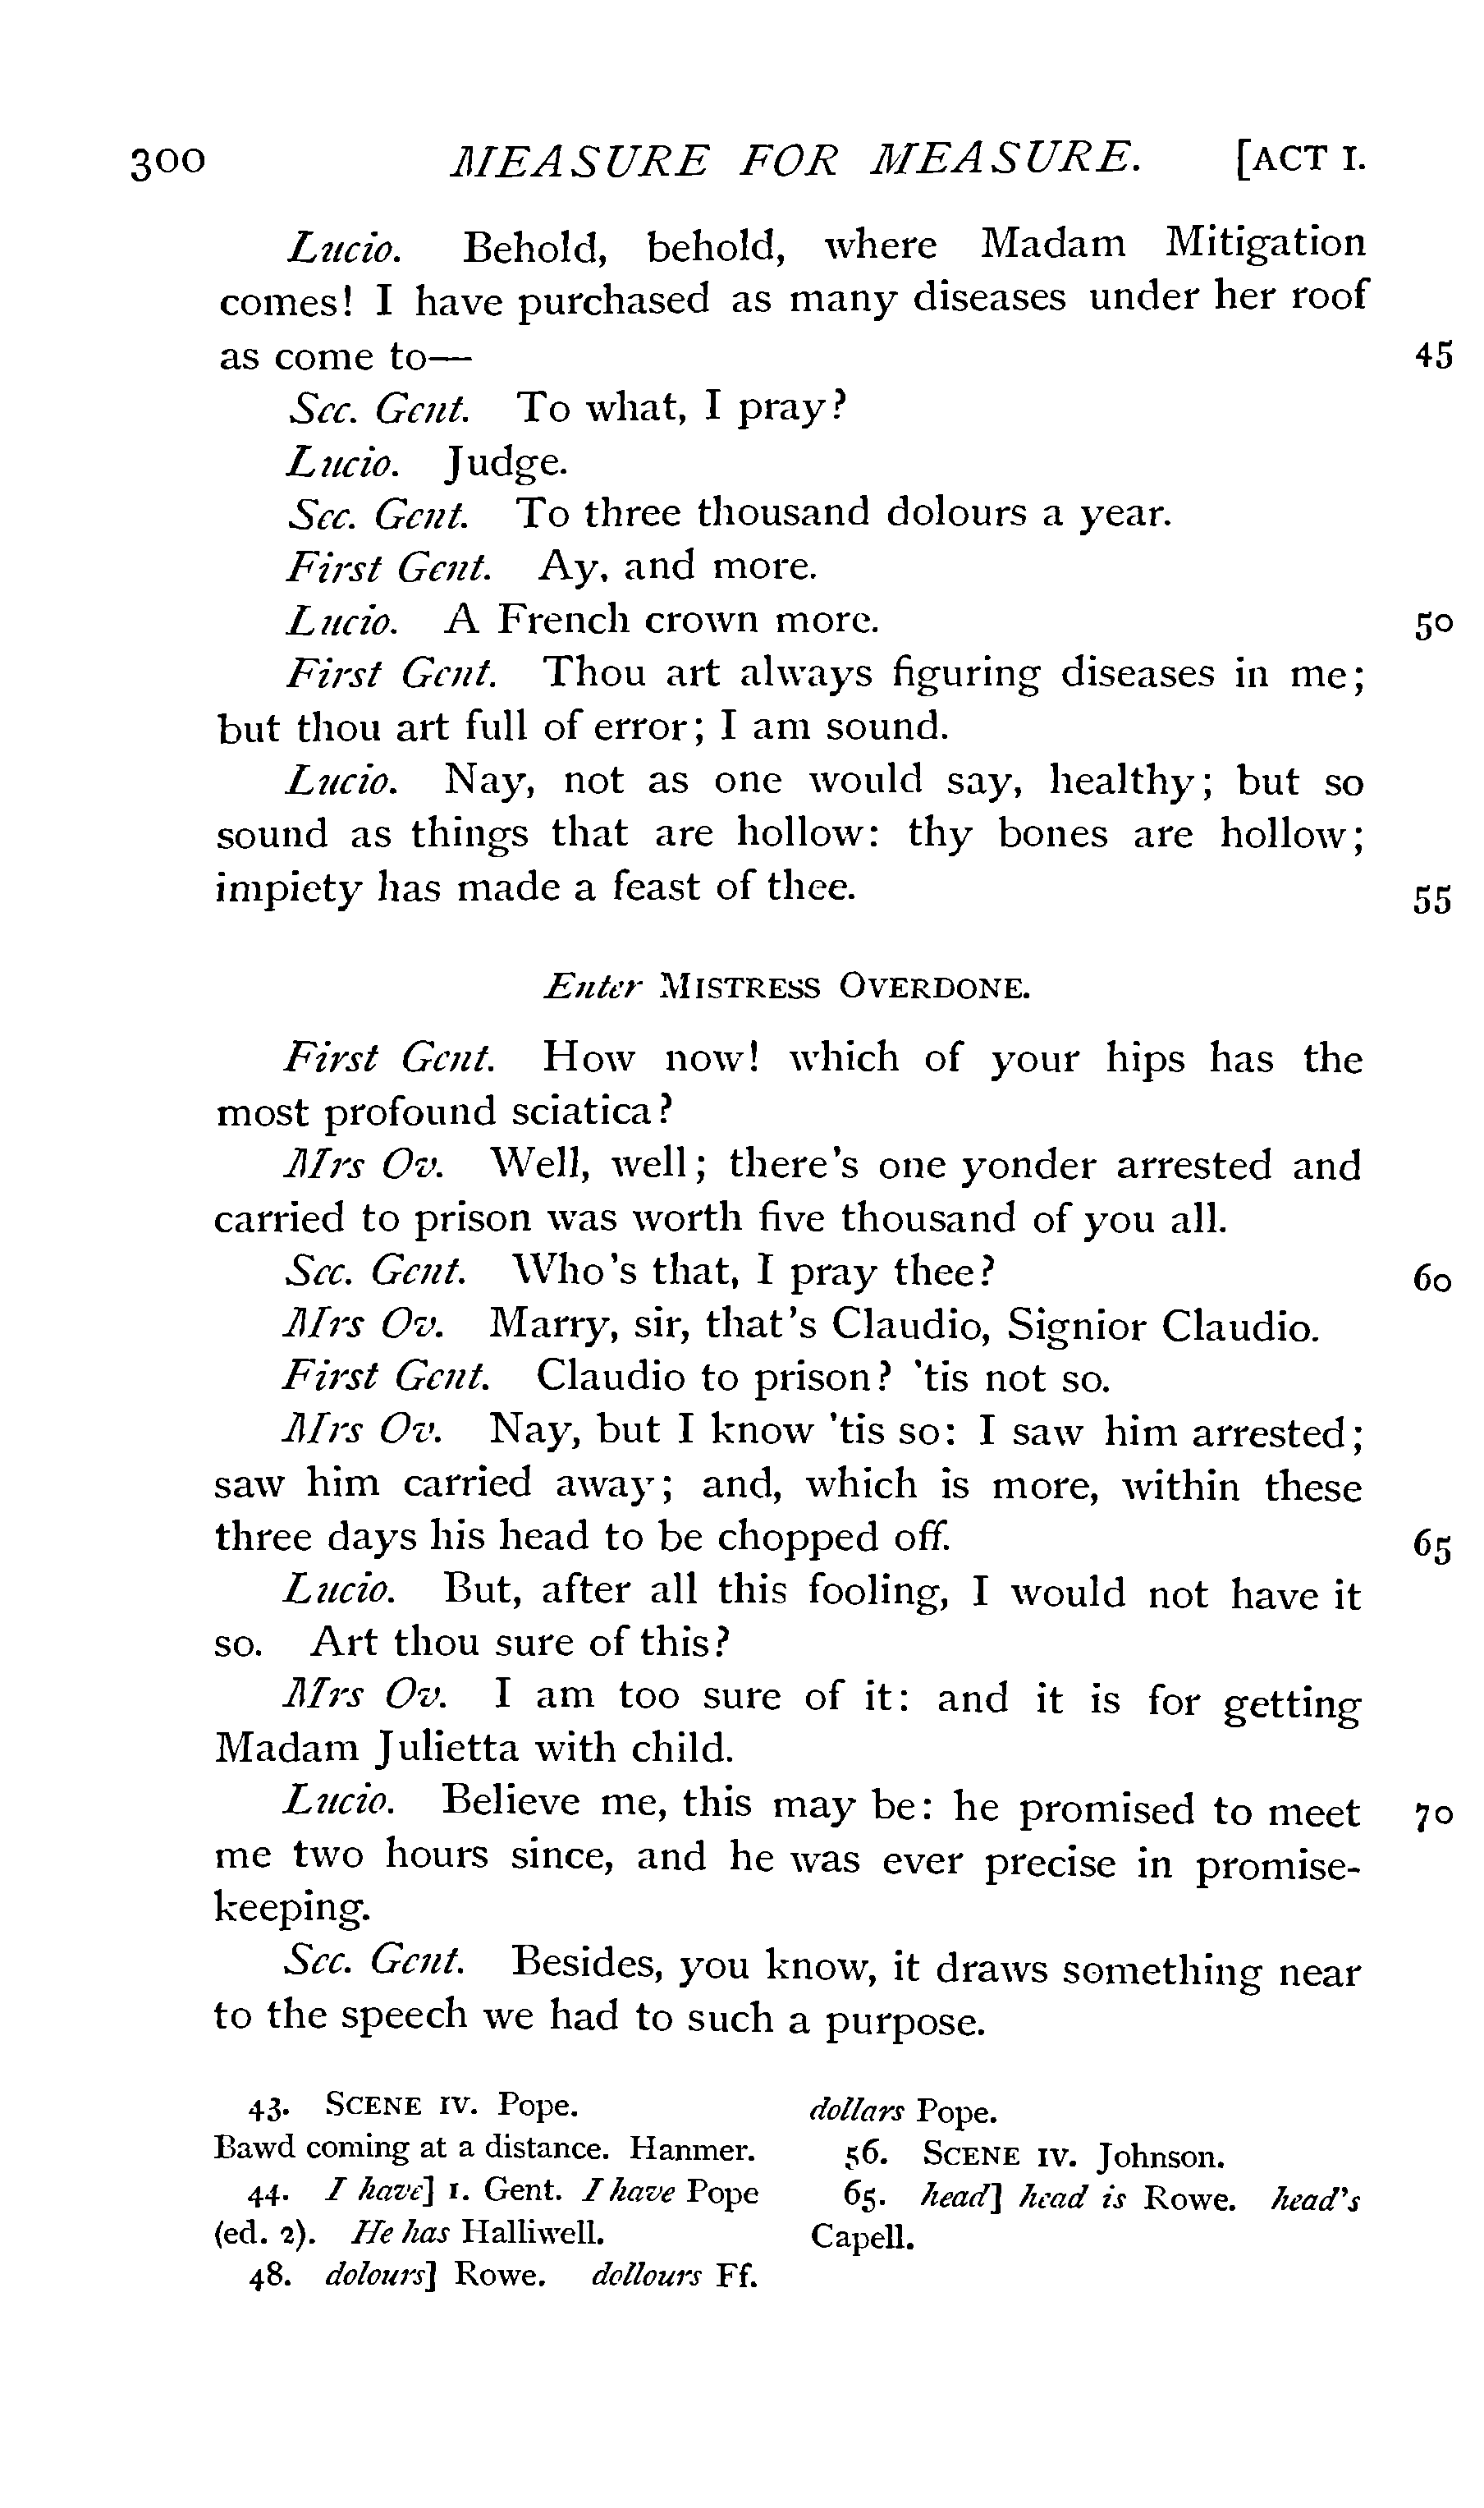 300 MEASURE FOR MEASURE. [ACT I.
Lucio. Behold, behold, where Madam Mitigation
comes! I have purchased as many diseases under her roof
as come to— 45
Sec. Gent. To what, I pray?
Lucio. Judge.
Sec. Gent. To three thousand dolours a year.
First Gent. Ay, and more.
Lucio. A French crown more. 50
First Gent. Thou art always figuring diseases in me;
but thou art full of error; I am sound.
Lucio. Nay, not as one would say, healthy; but so
sound as things that are hollow: thy bones are hollow;
impiety has made a feast of thee. 55
Enter MISTRESS OVERDONE.
First Gent. How now! which of your hips has the
most profound sciatica?
Mrs Ov. Well, well; there's one yonder arrested and
carried to prison was worth five thousand of you all.
Sec. Gent. Who's that, I pray thee? 60
Mrs Ov. Marry, sir, that's Claudio, Signior Claudio.
First Gent. Claudio to prison? 'tis not so.
Mrs Ov. Nay, but I know 'tis so: I saw him arrested;
saw him carried away; and, which is more, within these
three days his head to be chopped off. 65
Lucio. But, after all this fooling, I would not have it
so. Art thou sure of this?
Mrs Ov. I am too sure of it: and it is for getting
Madam Julietta with child.
Lucio. Believe me, this may be: he promised to meet 70
me two hours since, and he was ever precise in promise-
keeping.
Sec. Gent. Besides, you know, it draws something near
to the speech we had to such a purpose.
43. SCENE IV. Pope.
Bawd coming at a distance. Hanmer.
44. I have] 1. Gent. I have Pope
(ed. 2). He has Halliwell.
48. dolours] Rowe. dollours Ff.
dollars Pope.
56. SCENE IV. Johnson.
65. head] head is Rowe. head's
Capell.